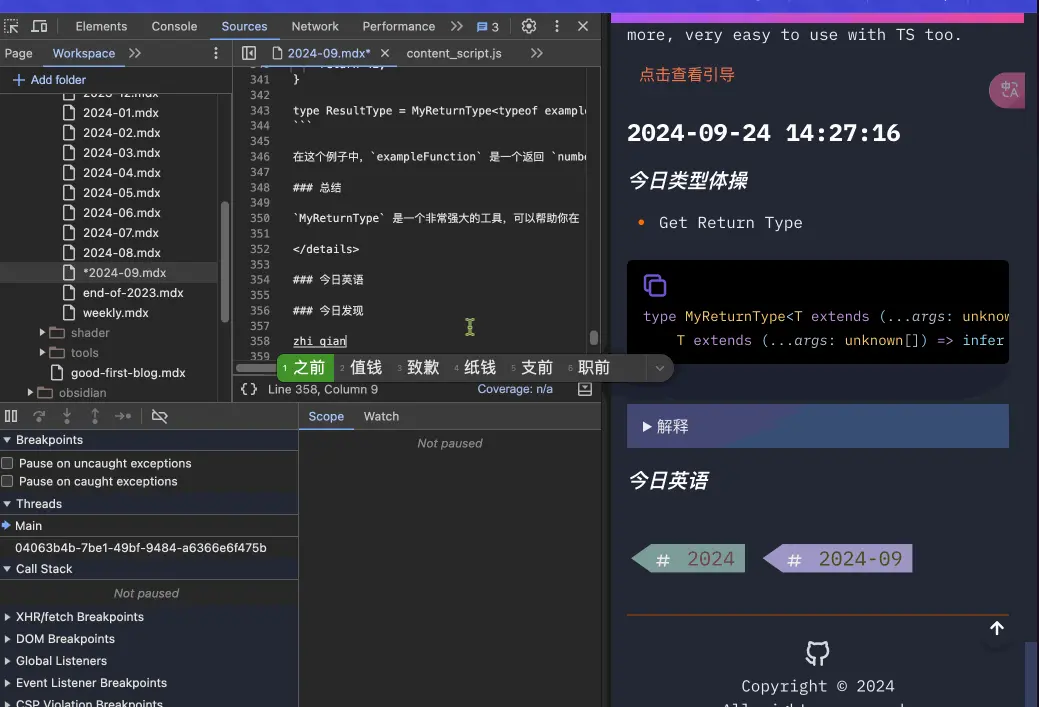 Elements Console Sources Network Performance 3
Page Workspace
2024-09.mdx* content_script.js
Add folder
2024-01.mdx
2024-02.mdx
2024-03.mdx
2024-04.mdx
2024-05.mdx
2024-06.mdx
2024-07.mdx
2024-08.mdx
*2024-09.mdx
end-of-2023.mdx
weekly.mdx
shader
tools
good-first-blog.mdx
obsidian
341 }
342
343 type ResultType = MyReturnType<typeof example
344 ```
345
346 在这个例子中，`exampleFunction` 是一个返回 `numbe
347
348 ### 总结
349
350 `MyReturnType` 是一个非常强大的工具，可以帮助你在
351
352 </details>
353
354 ### 今日英语
355
356 ### 今日发现
357
358 zhi qian
359
1 之前 2 值钱 3 致歉 4 纸钱 5 支前 6 职前
{} Line 358, Column 9 Coverage: n/a
Scope Watch
Not paused
Breakpoints
Pause on uncaught exceptions
Pause on caught exceptions
Threads
Main
04063b4b-7be1-49bf-9484-a6366e6f475b
Call Stack
Not paused
XHR/fetch Breakpoints
DOM Breakpoints
Global Listeners
Event Listener Breakpoints
CSP Violation Breakpoints
more, very easy to use with TS too.
点击查看引导
2024-09-24 14:27:16
今日类型体操
Get Return Type
type MyReturnType<T extends (...args: unknow
T extends (...args: unknown[]) => infer
解释
今日英语
# 2024 # 2024-09
Copyright © 2024